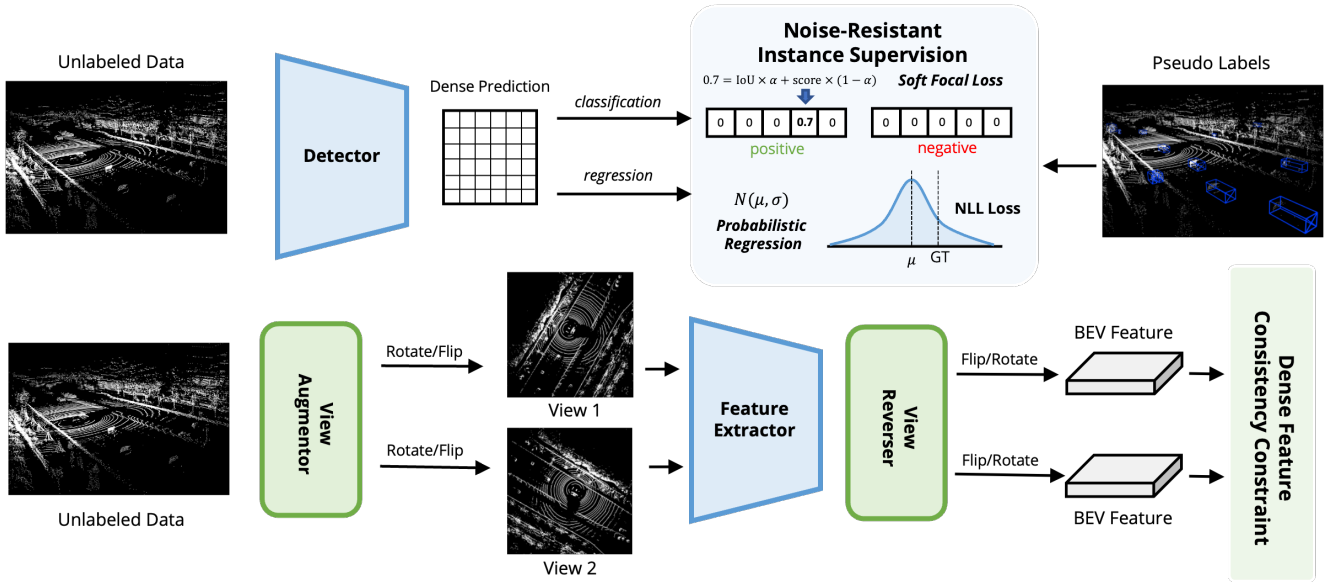 Unlabeled Data
Detector
Dense Prediction
classification
regression
Noise-Resistant
Instance Supervision
0.7 = IoU × α + score × (1 − α)
Soft Focal Loss
0 0 0 0.7 0
0 0 0 0 0
positive
negative
N(μ, σ)
Probabilistic
Regression
NLL Loss
μ
GT
Pseudo Labels
Unlabeled Data
View
Augmentor
Rotate/Flip
Rotate/Flip
View 1
View 2
Feature
Extractor
View
Reverser
Flip/Rotate
Flip/Rotate
BEV Feature
BEV Feature
Dense Feature
Consistency Constraint